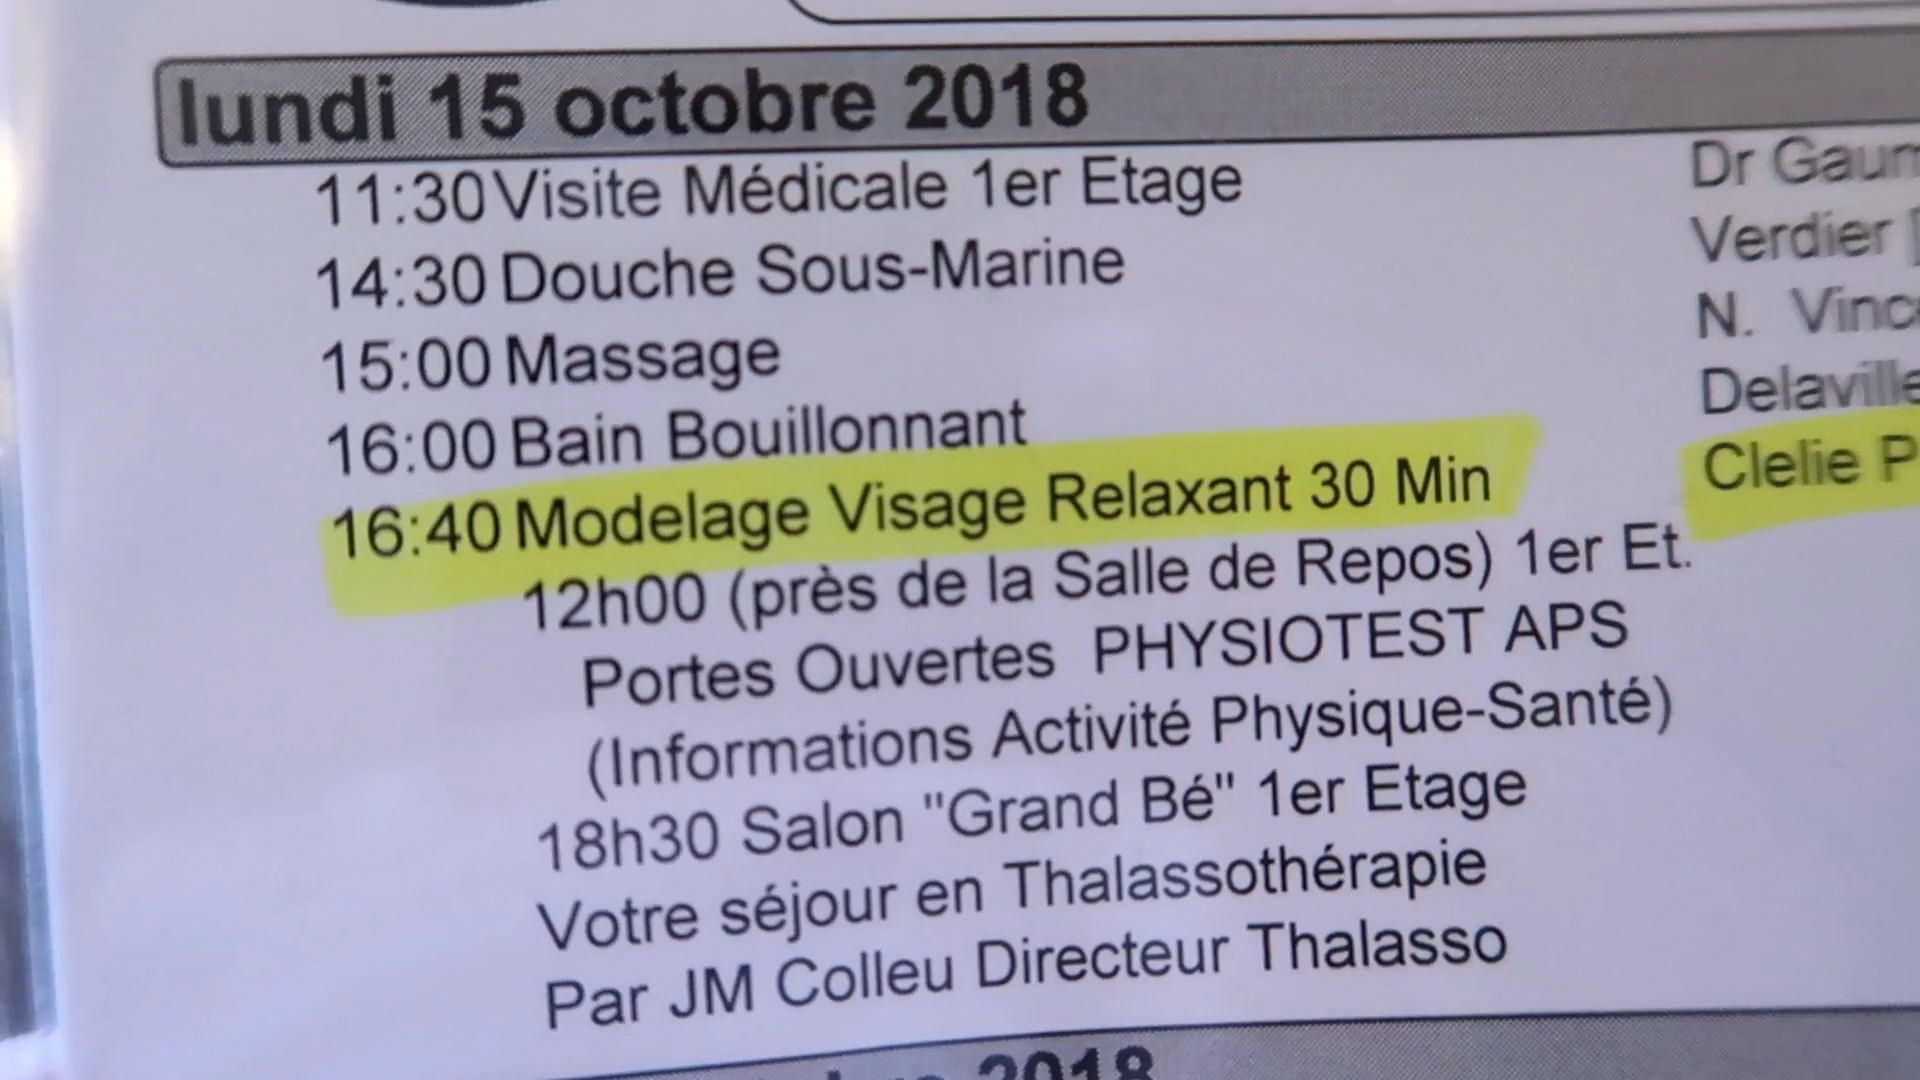 lundi 15 octobre 2018
11:30 Visite Médicale 1er Etage Dr
14:30 Douche Sous-Marine Verdier
15:00 Massage N.
16:00 Bain Bouillonnant
16:40 Modelage Visage Relaxant 30 Min Clelie P
12h00 (près de la Salle de Repos) 1er Et.
Portes Ouvertes PHYSIOTEST APS
(Informations Activité Physique-Santé)
18h30 Salon "Grand Bé" 1er Etage
Votre séjour en Thalassothérapie
Par JM Colleu Directeur Thalasso
2018